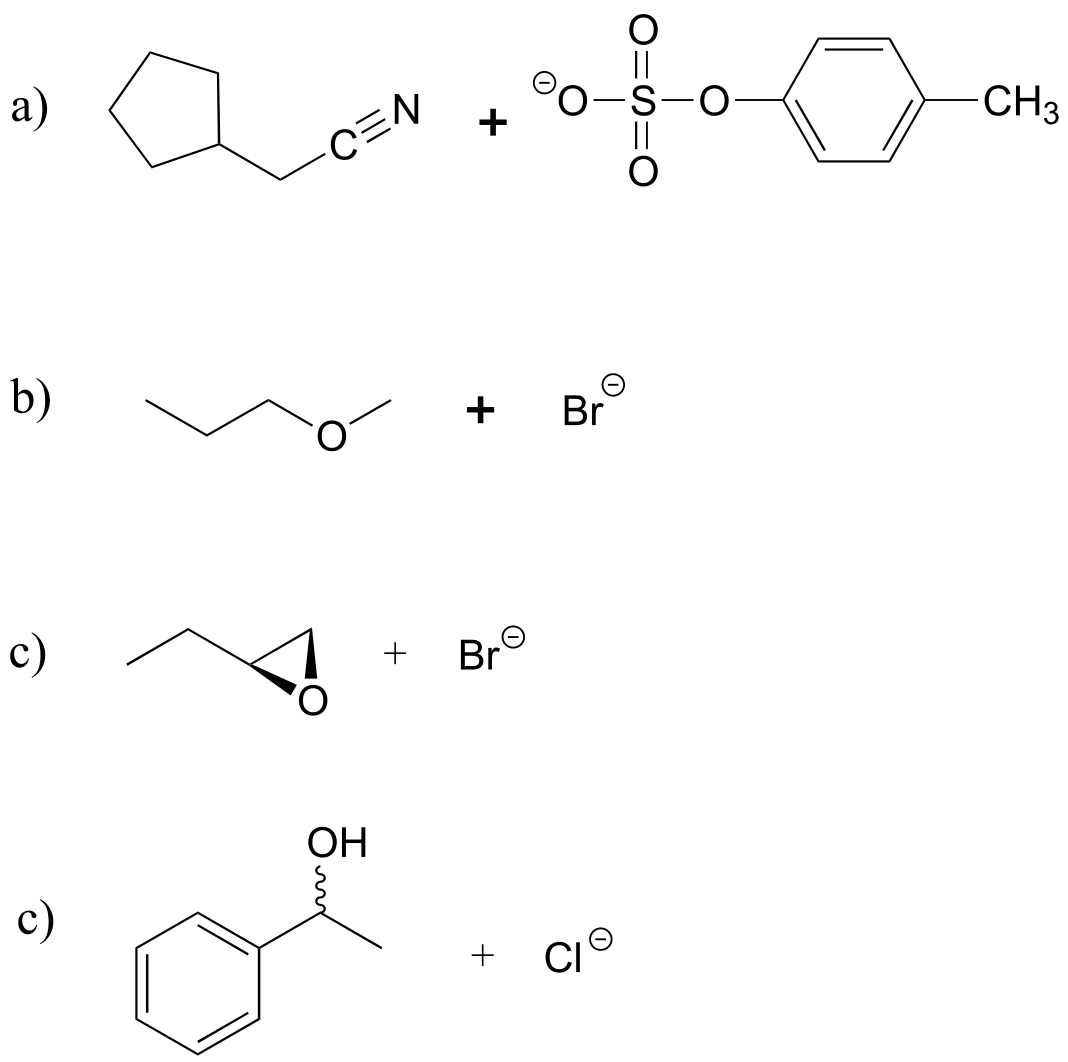 a) C≡N + ⊖O–S–O CH₃
O
O
b) O + Br⊖
c) O + Br⊖
c) OH + Cl⊖